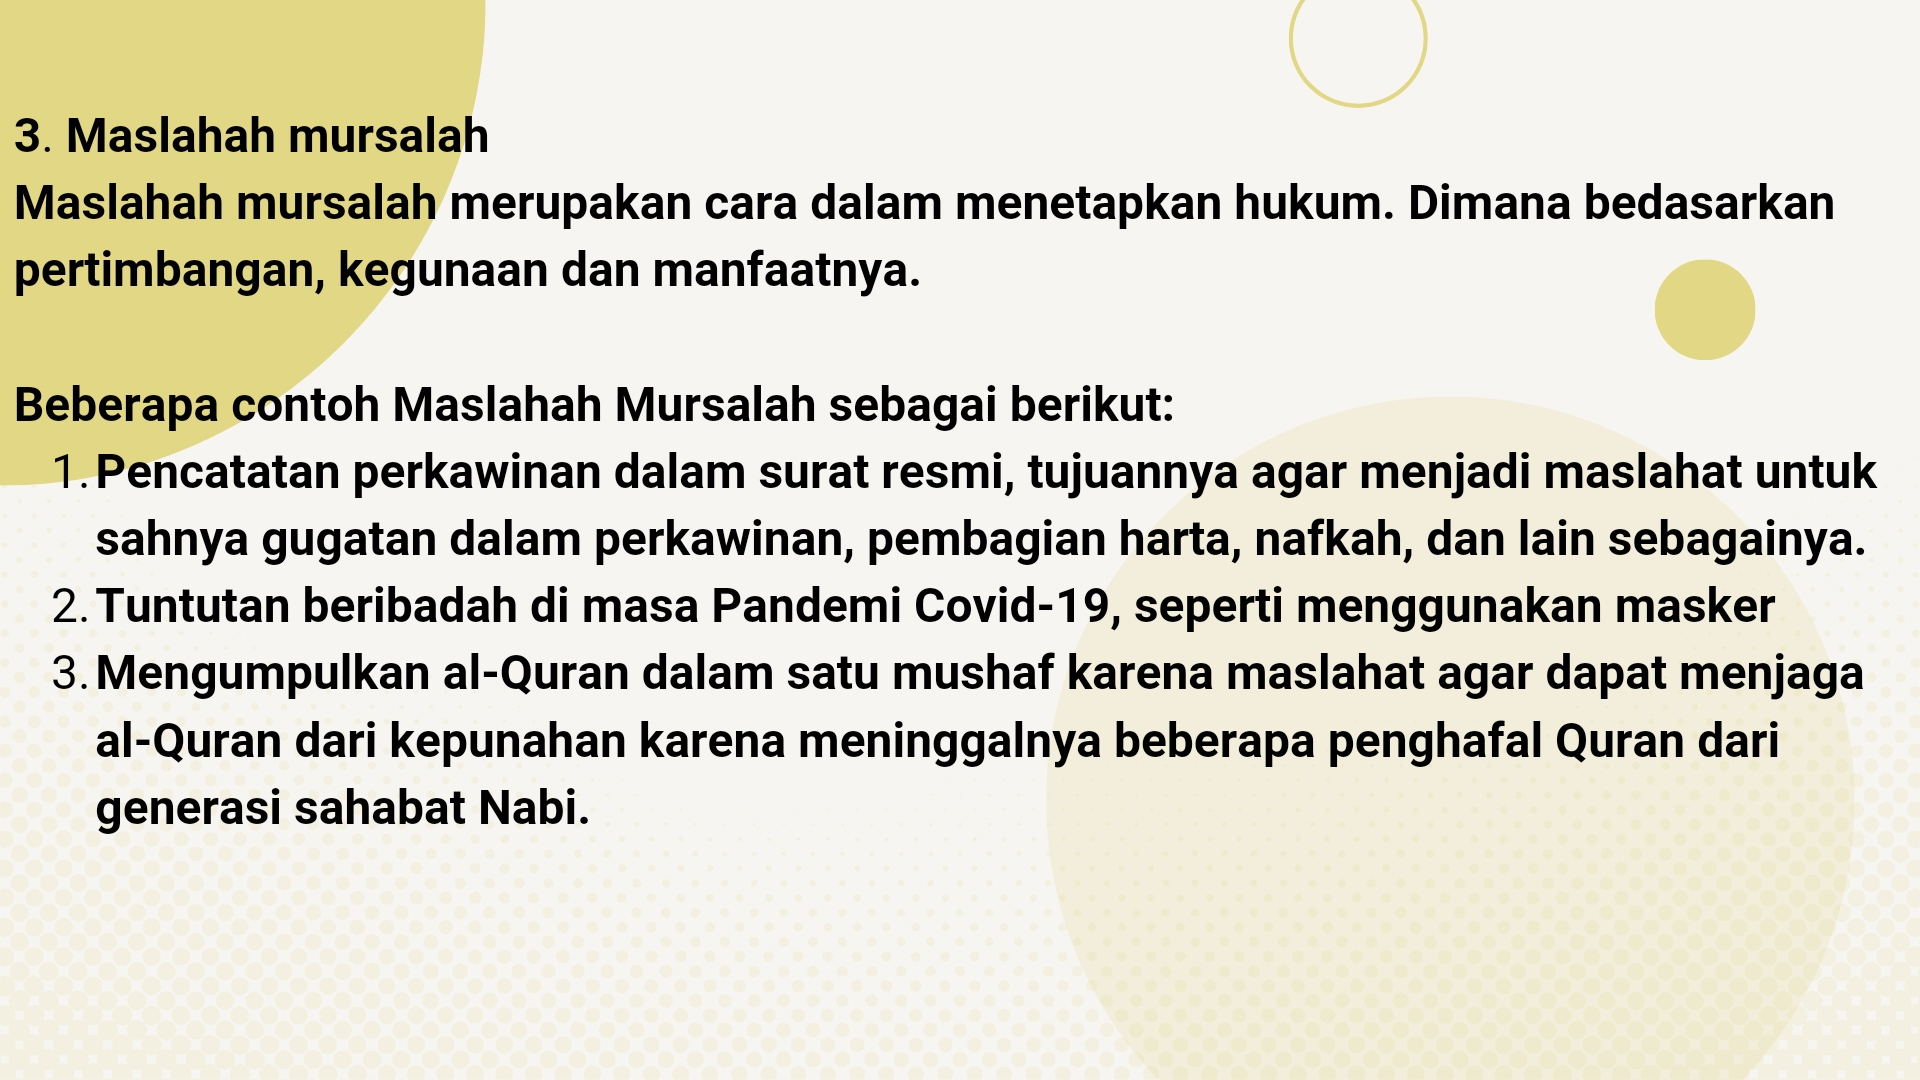 3. Maslahah mursalah
Maslahah mursalah merupakan cara dalam menetapkan hukum. Dimana bedasarkan
pertimbangan, kegunaan dan manfaatnya.
Beberapa contoh Maslahah Mursalah sebagai berikut:
1. Pencatatan perkawinan dalam surat resmi, tujuannya agar menjadi maslahat untuk
sahnya gugatan dalam perkawinan, pembagian harta, nafkah, dan lain sebagainya.
2. Tuntutan beribadah di masa Pandemi Covid-19, seperti menggunakan masker
3. Mengumpulkan al-Quran dalam satu mushaf karena maslahat agar dapat menjaga
al-Quran dari kepunahan karena meninggalnya beberapa penghafal Quran dari
generasi sahabat Nabi.